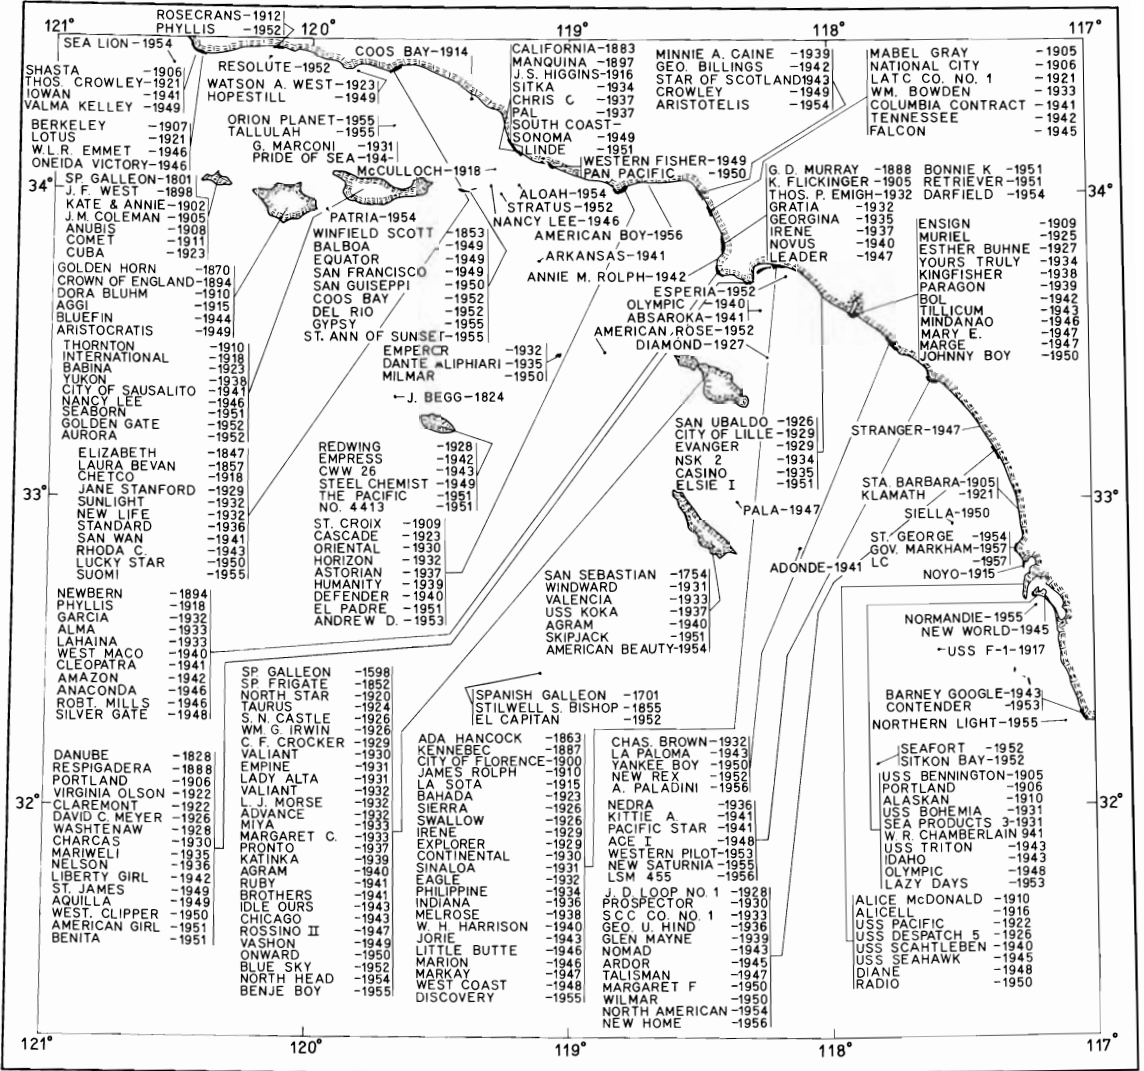 ROSECRANS-1912
PHYLLIS -1952
121° 120° 119° 118° 117°
SEA LION-1954
RESOLUTE-1952
COOS BAY-1914
SHASTA -1906
THOS. CROWLEY-1921
IOWAN -1941
VALMA KELLEY -1949
WATSON A. WEST-1923
HOPESTILL -1949
CALIFORNIA-1883
MANQUINA -1897
J.S. HIGGINS-1916
SITKA -1934
CHRIS C -1937
PAL -1937
SOUTH COAST-
SONOMA -1949
OLINDE -1951
MINNIE A. CAINE -1939
GEO. BILLINGS -1942
STAR OF SCOTLAND1943
CROWLEY -1949
ARISTOTELIS -1954
MABEL GRAY -1905
NATIONAL CITY -1906
LATC CO. NO. 1 -1921
WM. BOWDEN -1933
COLUMBIA CONTRACT -1941
TENNESSEE -1942
FALCON -1945
BERKELEY -1907
LOTUS -1921
W.L.R. EMMET -1946
ONEIDA VICTORY-1946
ORION PLANET-1955
TALLULAH -1955
G. MARCONI -1931
PRIDE OF SEA-194-
McCULLOCH-1918
WESTERN FISHER-1949
PAN PACIFIC -1950
34° 34°
SP. GALLEON-1801
J. F. WEST -1898
KATE & ANNIE-1902
J.M. COLEMAN -1905
ANUBIS -1908
COMET -1911
CUBA -1923
PATRIA-1954
ALOAH-1954
STRATUS-1952
NANCY LEE-1946
AMERICAN BOY-1956
G. D. MURRAY -1888
K. FLICKINGER -1905
THOS. P. EMIGH-1932
GRATIA -1932
GEORGINA -1935
IRENE -1937
NOVUS -1940
LEADER -1947
BONNIE K -1951
RETRIEVER-1951
DARFIELD -1954
WINFIELD SCOTT -1853
BALBOA -1949
EQUATOR -1949
SAN FRANCISCO -1949
SAN GUISEPPI -1950
COOS BAY -1952
DEL RIO -1952
GYPSY -1955
ST. ANN OF SUNSET-1955
ARKANSAS-1941
ANNIE M. ROLPH-1942
ENSIGN -1909
MURIEL -1925
ESTHER BUHNE -1927
YOURS TRULY -1934
KINGFISHER -1938
PARAGON -1939
BOL -1942
TILLICUM -1943
MINDANAO -1946
MARY E. -1947
MARGE -1947
JOHNNY BOY -1950
GOLDEN HORN -1870
CROWN OF ENGLAND-1894
DORA BLUHM -1910
AGGI -1915
BLUEFIN -1944
ARISTOCRATIS -1949
ESPERIA-1952
OLYMPIC -1940
ABSAROKA-1941
AMERICAN ROSE-1952
DIAMOND-1927
THORNTON -1910
INTERNATIONAL -1918
BABINA -1923
YUKON -1938
CITY OF SAUSALITO -1941
NANCY LEE -1946
SEABORN -1951
GOLDEN GATE -1952
AURORA -1952
EMPEROR -1932
DANTE ALIPHIARI -1935
MILMAR -1950
J. BEGG-1824
ELIZABETH -1847
LAURA BEVAN -1857
CHETCO -1918
JANE STANFORD -1929
SUNLIGHT -1932
NEW LIFE -1932
STANDARD -1936
SAN WAN -1941
RHODA C. -1943
LUCKY STAR -1950
SUOMI -1955
REDWING -1928
EMPRESS -1942
CWW 26 -1943
STEEL CHEMIST -1949
THE PACIFIC -1951
NO. 4413 -1951
SAN UBALDO -1926
CITY OF LILLE -1929
EVANGER -1929
NSK 2 -1934
CASINO -1935
ELSIE I -1951
STRANGER-1947
33° 33°
STA. BARBARA-1905
KLAMATH -1921
PALA-1947
SIELLA-1950
ST. CROIX -1909
CASCADE -1923
ORIENTAL -1930
HORIZON -1932
ASTORIAN -1937
HUMANITY -1939
DEFENDER -1940
EL PADRE -1951
ANDREW D. -1953
ST. GEORGE -1954
GOV. MARKHAM-1957
LC -1957
NOYO-1915
ADONDE-1941
SAN SEBASTIAN -1754
WINDWARD -1931
VALENCIA -1933
USS KOKA -1937
AGRAM -1940
SKIPJACK -1951
AMERICAN BEAUTY-1954
NEWBERN -1894
PHYLLIS -1918
GARCIA -1932
ALMA -1933
LAHAINA -1933
WEST MACO -1940
CLEOPATRA -1941
AMAZON -1942
ANACONDA -1946
ROBT. MILLS -1946
SILVER GATE -1948
NORMANDIE-1955
NEW WORLD-1945
USS F-1-1917
SP. GALLEON -1598
SP. FRIGATE -1852
NORTH STAR -1920
TAURUS -1924
S. N. CASTLE -1926
WM. G. IRWIN -1926
C. F. CROCKER -1929
VALIANT -1930
EMPINE -1931
LADY ALTA -1931
VALIANT -1932
L. J. MORSE -1932
ADVANCE -1932
MIYA -1933
MARGARET C. -1933
PRONTO -1937
KATINKA -1939
AGRAM -1940
RUBY -1941
BROTHERS -1941
IDLE OURS -1943
CHICAGO -1943
ROSSINO II -1947
VASHON -1949
ONWARD -1950
BLUE SKY -1952
NORTH HEAD -1954
BENJE BOY -1955
SPANISH GALLEON -1701
STILWELL S. BISHOP -1855
EL CAPITAN -1952
BARNEY GOOGLE-1943
CONTENDER -1953
NORTHERN LIGHT-1955
DANUBE -1828
RESPIGADERA -1888
PORTLAND -1906
VIRGINIA OLSON -1922
CLAREMONT -1922
DAVID C. MEYER -1926
WASHTENAW -1928
CHARCAS -1930
MARIWELI -1935
NELSON -1936
LIBERTY GIRL -1942
ST. JAMES -1949
AQUILLA -1949
WEST. CLIPPER -1950
AMERICAN GIRL -1951
BENITA -1951
ADA HANCOCK -1863
KENNEBEC -1887
CITY OF FLORENCE-1900
JAMES ROLPH -1910
LA SOTA -1915
BAHADA -1923
SIERRA -1926
SWALLOW -1926
IRENE -1929
EXPLORER -1929
CONTINENTAL -1930
SINALOA -1931
EAGLE -1932
PHILIPPINE -1934
INDIANA -1936
MELROSE -1938
W. H. HARRISON -1940
JORIE -1943
LITTLE BUTTE -1946
MARION -1946
MARKAY -1947
WEST COAST -1948
DISCOVERY -1955
CHAS. BROWN-1932
LA PALOMA -1943
YANKEE BOY -1950
NEW REX -1952
A. PALADINI -1956
NEDRA -1936
KITTIE A. -1941
PACIFIC STAR -1941
ACE I -1948
WESTERN PILOT-1953
NEW SATURNIA-1955
LSM 455 -1956
J. D. LOOP NO. 1 -1928
PROSPECTOR -1930
S C C CO. NO. 1 -1933
GEO. U. HIND -1936
GLEN MAYNE -1939
NOMAD -1943
ARDOR -1945
TALISMAN -1947
MARGARET F -1950
WILMAR -1950
NORTH AMERICAN -1954
NEW HOME -1956
SEAFORT -1952
SITKON BAY-1952
USS BENNINGTON-1905
PORTLAND -1906
ALASKAN -1910
USS BOHEMIA -1931
SEA PRODUCTS 3-1931
W. R. CHAMBERLAIN 941
USS TRITON -1943
IDAHO -1943
OLYMPIC -1948
LAZY DAYS -1953
ALICE McDONALD -1910
ALICELL -1916
USS PACIFIC -1922
USS DESPATCH 5 -1926
USS SCAHTLEBEN -1940
USS SEAHAWK -1945
DIANE -1948
RADIO -1950
32° 32°
121° 120° 119° 118° 117°